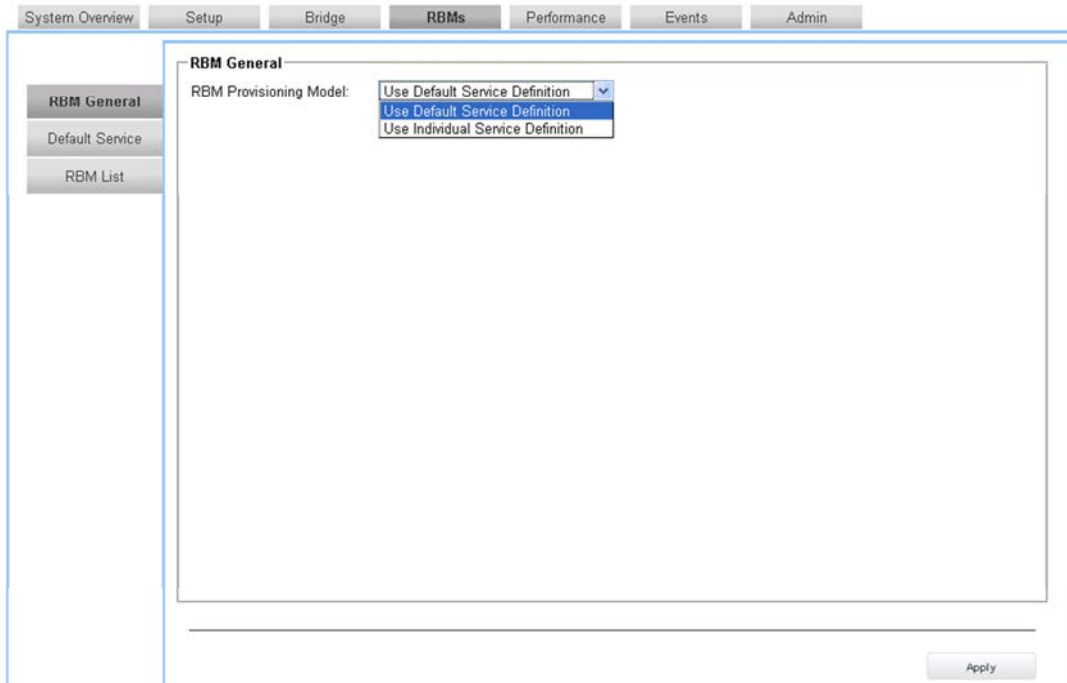 System Overview Setup Bridge RBMs Performance Events Admin
RBM General
RBM General
RBM Provisioning Model: Use Default Service Definition
Use Default Service Definition
Use Individual Service Definition
Default Service
RBM List
Apply